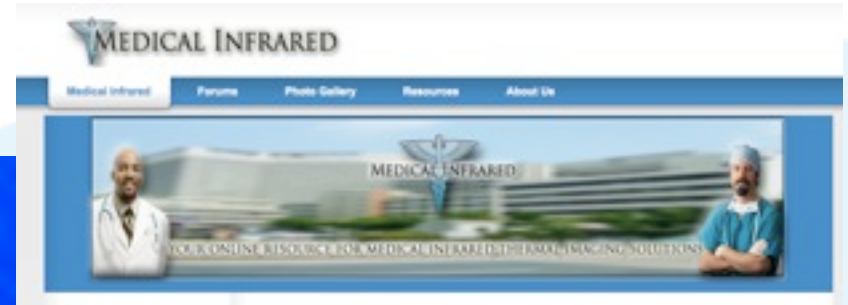 MEDICAL INFRARED
Medical Infrared Forums Photo Gallery Resources About Us
MEDICAL INFRARED
YOUR ONLINE RESOURCE FOR MEDICAL INFRARED THERMAL IMAGING SOLUTIONS